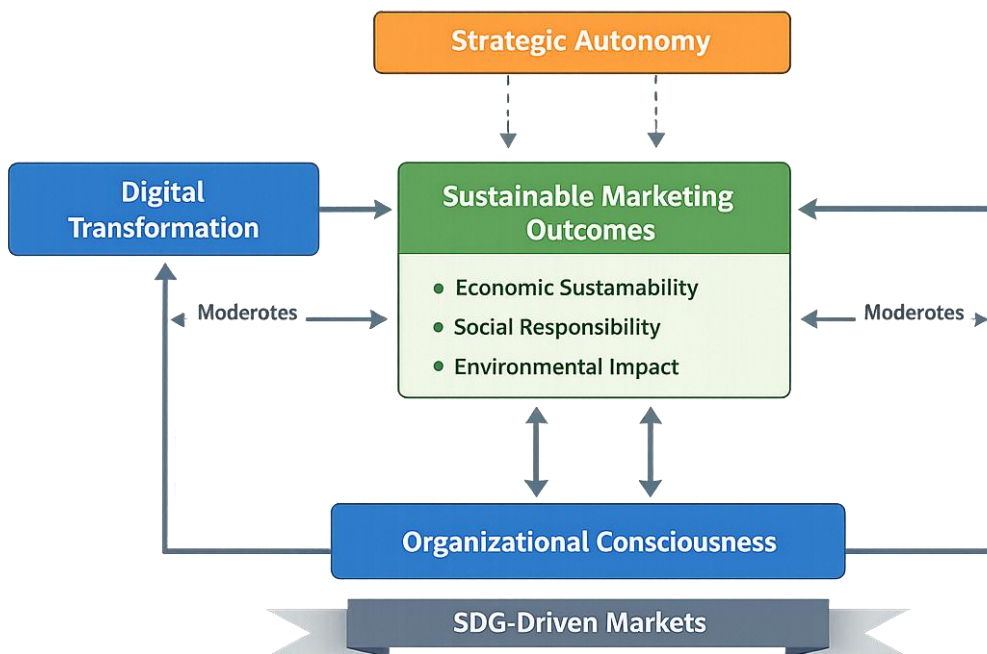 Strategic Autonomy
Digital
Transformation
Sustainable Marketing
Outcomes
• Economic Sustamability
• Social Responsibility
• Environmental Impact
Moderotes
Moderotes
Organizational Consciousness
SDG-Driven Markets